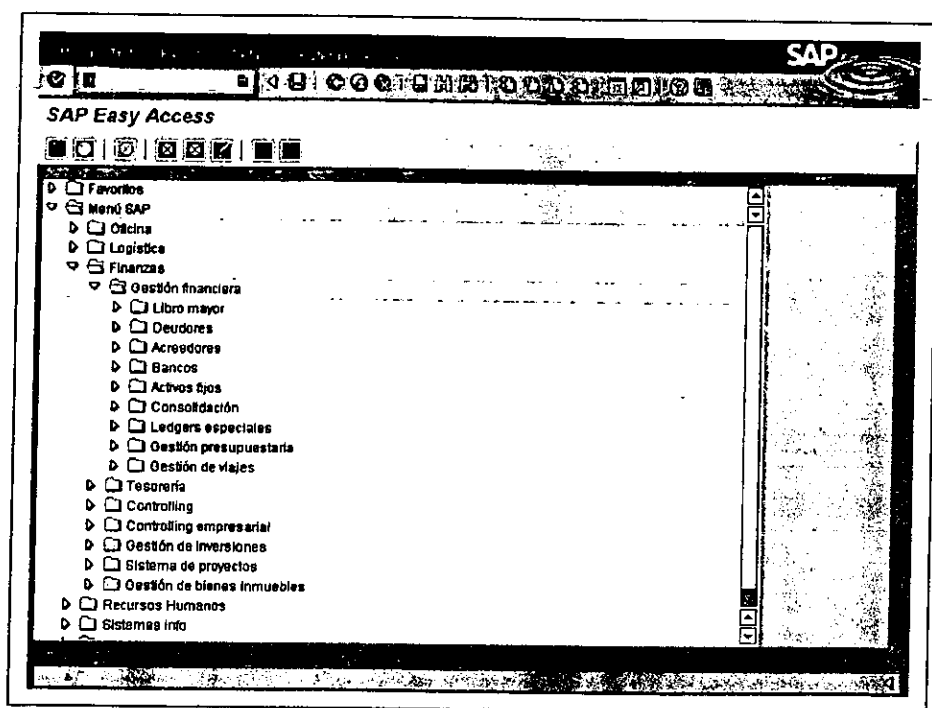 SAP
SAP Easy Access
Favoritos
Menú SAP
Oficina
Logística
Finanzas
Gestión financiera
Libro mayor
Deudores
Acreedores
Bancos
Activos fijos
Consolidación
Ledgers especiales
Gestión presupuestaria
Gestión de viajes
Tesorería
Controlling
Controlling empresarial
Gestión de inversiones
Sistema de proyectos
Gestión de bienes inmuebles
Recursos Humanos
Sistemas info